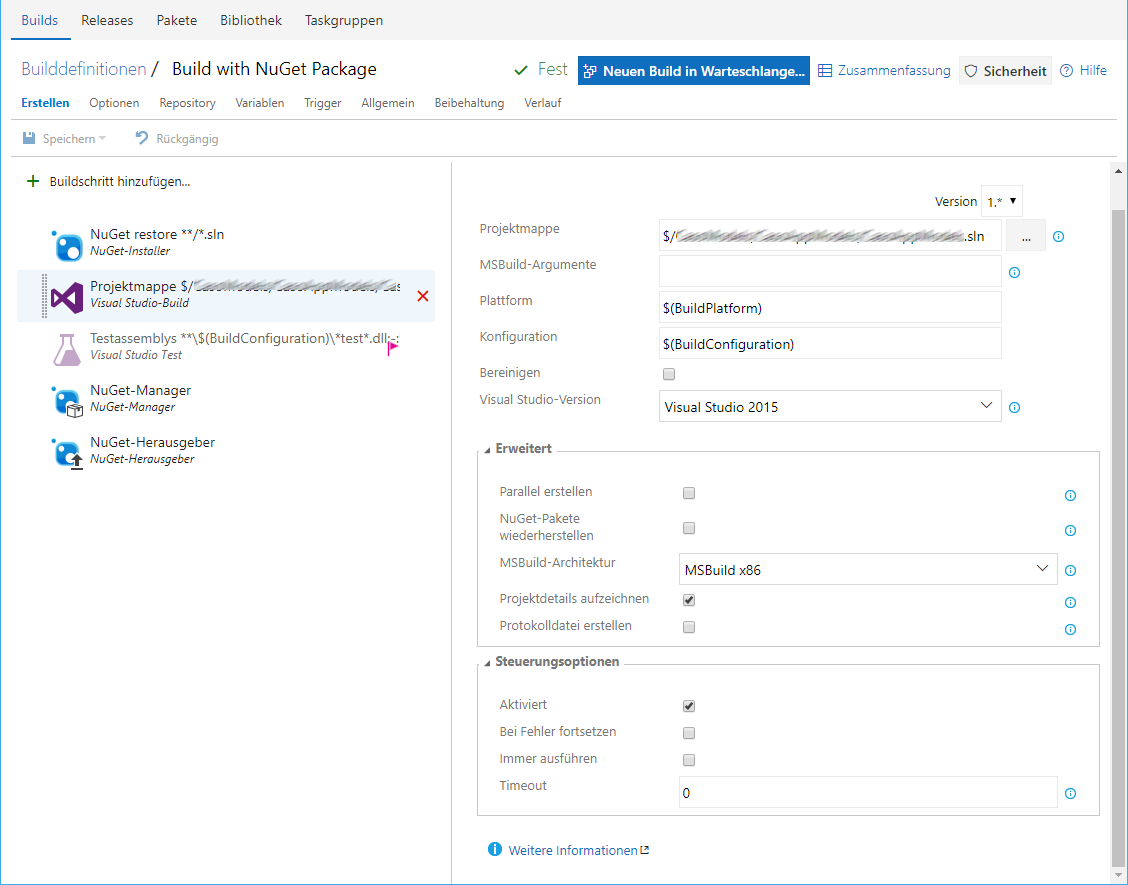 Builds Releases Pakete Bibliothek Taskgruppen
Builddefinitionen / Build with NuGet Package
Fest Neuen Build in Warteschlange... Zusammenfassung Sicherheit Hilfe
Erstellen Optionen Repository Variablen Trigger Allgemein Beibehaltung Verlauf
Speichern Rückgängig
Buildschritt hinzufügen...
NuGet restore **/*.sln
NuGet-Installer
Projektmappe $/
Visual Studio-Build
Testassemblys **\$(BuildConfiguration)\*test*.dll;-:
Visual Studio Test
NuGet-Manager
NuGet-Manager
NuGet-Herausgeber
NuGet-Herausgeber
Version 1.*
Projektmappe $/ .sln ...
MSBuild-Argumente
Plattform $(BuildPlatform)
Konfiguration $(BuildConfiguration)
Bereinigen
Visual Studio-Version Visual Studio 2015
Erweitert
Parallel erstellen
NuGet-Pakete
wiederherstellen
MSBuild-Architektur MSBuild x86
Projektdetails aufzeichnen
Protokolldatei erstellen
Steuerungsoptionen
Aktiviert
Bei Fehler fortsetzen
Immer ausführen
Timeout 0
Weitere Informationen